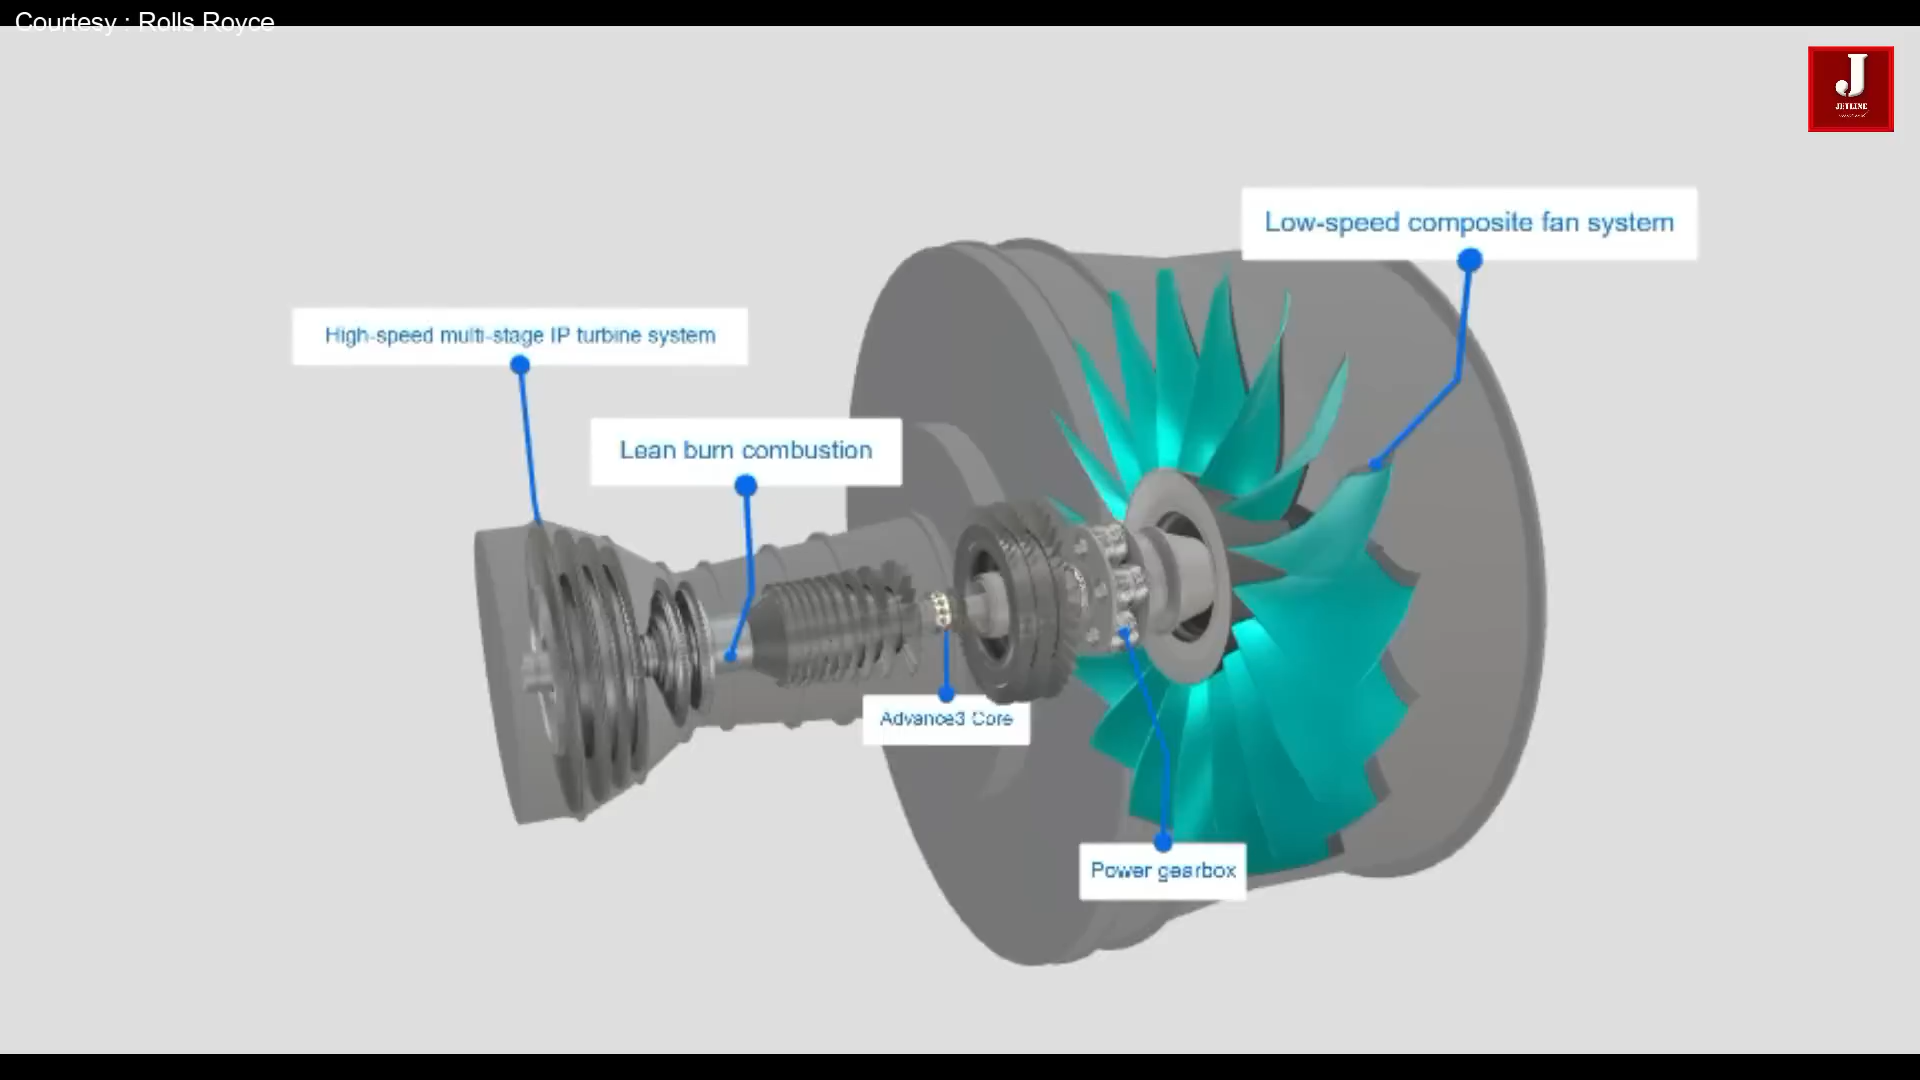 Courtesy : Rolls Royce
J
JETLINE
Low-speed composite fan system
High-speed multi-stage IP turbine system
Lean burn combustion
Advance3 Core
Power gearbox